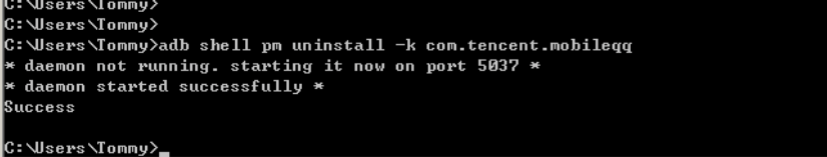 C:\Users\Tommy>
C:\Users\Tommy>
C:\Users\Tommy>adb shell pm uninstall -k com.tencent.mobileqq
* daemon not running. starting it now on port 5037 *
* daemon started successfully *
Success
C:\Users\Tommy>_